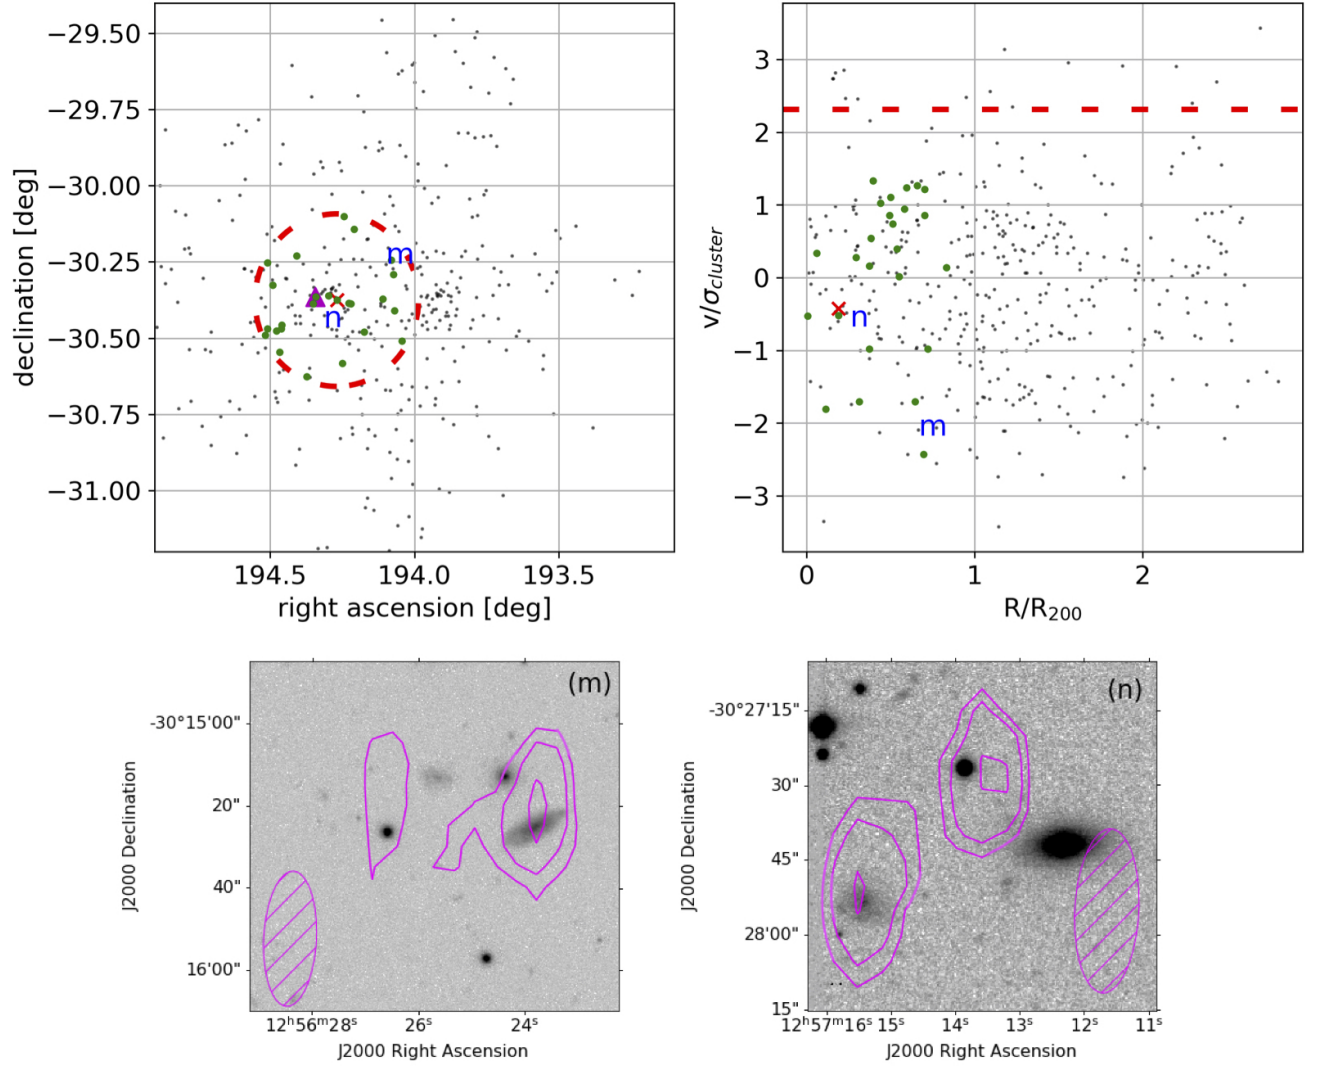 −29.50
−29.75
−30.00
−30.25
−30.50
−30.75
−31.00
declination [deg]
m
n
194.5 194.0 193.5
right ascension [deg]
3
2
1
0
−1
−2
−3
v/σcluster
n
m
0 1 2
R/R200
(m)
-30°15'00"
20"
40"
16'00"
J2000 Declination
12h56m28s 26s 24s
J2000 Right Ascension
(n)
-30°27'15"
30"
45"
28'00"
15"
J2000 Declination
12h57m16s 15s 14s 13s 12s 11s
J2000 Right Ascension